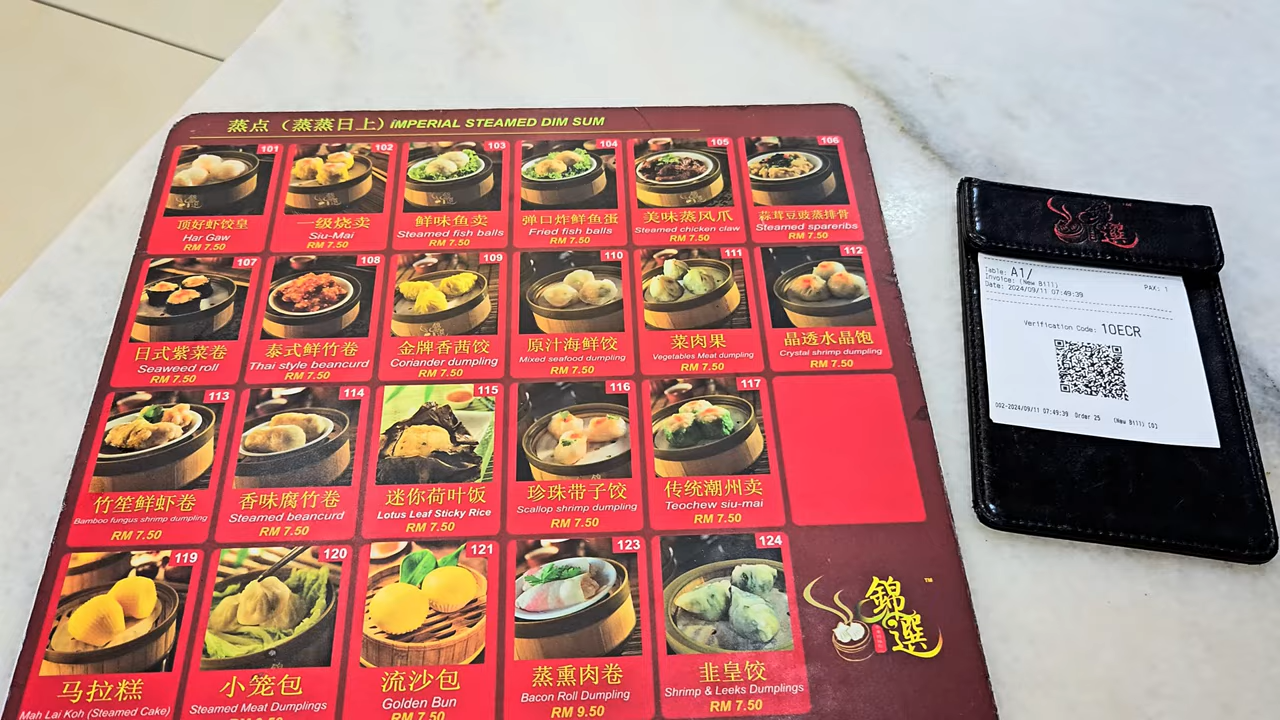 蒸点（蒸蒸日上）iMPERIAL STEAMED DIM SUM
101
顶好虾饺皇
Har Gaw
RM 7.50
102
一级烧卖
Siu-Mai
RM 7.50
103
鲜味鱼卖
Steamed fish balls
RM 7.50
104
弹口炸鲜鱼蛋
Fried fish balls
RM 7.50
105
美味蒸风爪
Steamed chicken claw
RM 7.50
106
蒜茸豆豉蒸排骨
Steamed spareribs
RM 7.50
107
日式紫菜卷
Seaweed roll
RM 7.50
108
泰式鲜竹卷
Thai style beancurd
RM 7.50
109
金牌香茜饺
Coriander dumpling
RM 7.50
110
原汁海鲜饺
Mixed seafood dumpling
RM 7.50
111
菜肉果
Vegetables Meat dumpling
RM 7.50
112
晶透水晶饱
Crystal shrimp dumpling
RM 7.50
113
竹笙鲜虾卷
Bamboo fungus shrimp dumpling
RM 7.50
114
香味腐竹卷
Steamed beancurd
RM 7.50
115
迷你荷叶饭
Lotus Leaf Sticky Rice
RM 7.50
116
珍珠带子饺
Scallop shrimp dumpling
RM 7.50
117
传统潮州卖
Teochew siu-mai
RM 7.50
119
马拉糕
Mah Lai Koh (Steamed Cake)
120
小笼包
Steamed Meat Dumplings
121
流沙包
Golden Bun
RM 7.50
123
蒸熏肉卷
Bacon Roll Dumpling
RM 9.50
124
韭皇饺
Shrimp & Leeks Dumplings
RM 7.50
錦選
TM
選
Table: A1/
PAX: 1
Invoice: (New Bill)
Date: 2024/09/11 07:49:39
Verification Code: 10ECR
002-2024/09/11 07:49:39 Order 25 (New Bill) [0]